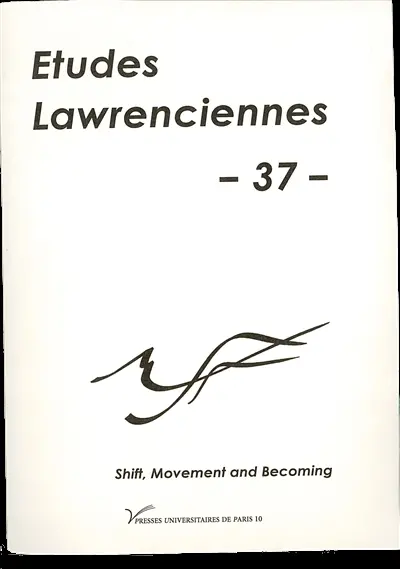 Etudes
Lawrenciennes
– 37 –
Shift, Movement and Becoming
PRESSES UNIVERSITAIRES DE PARIS 10